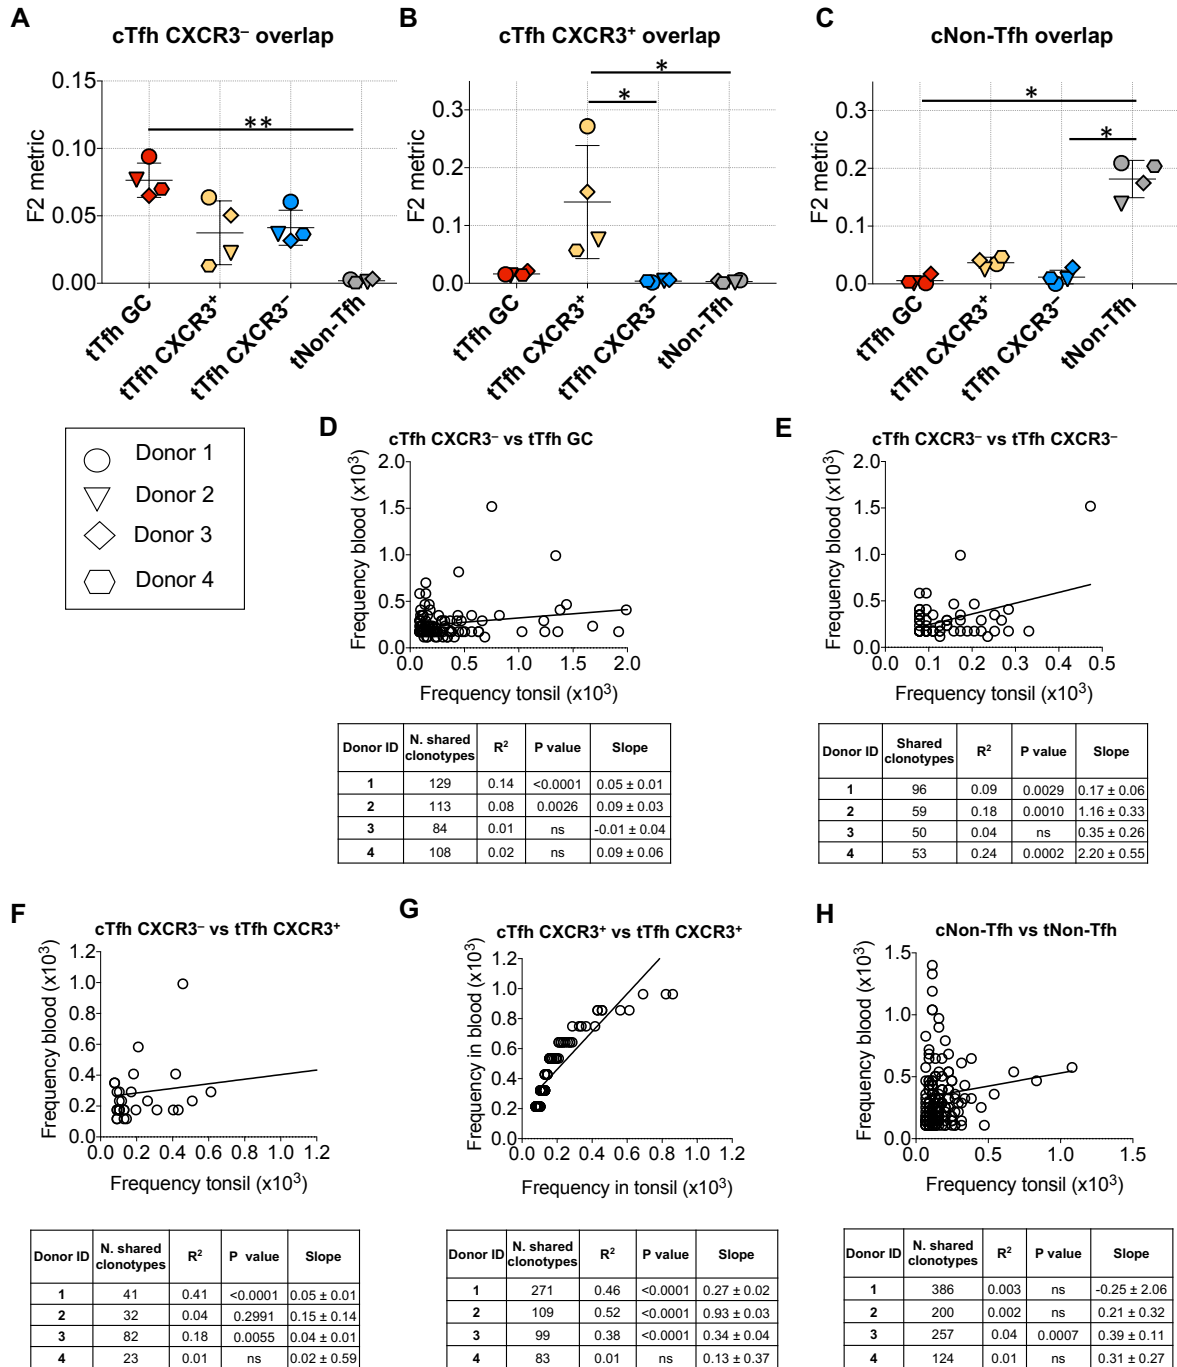 A
cTfh CXCR3– overlap
F2 metric
0.15
0.10
0.05
0.00
**
tTfh GC
tTfh CXCR3+
tTfh CXCR3–
tNon-Tfh
B
cTfh CXCR3+ overlap
F2 metric
0.3
0.2
0.1
0.0
*
*
tTfh GC
tTfh CXCR3+
tTfh CXCR3–
tNon-Tfh
C
cNon-Tfh overlap
F2 metric
0.3
0.2
0.1
0.0
*
*
tTfh GC
tTfh CXCR3+
tTfh CXCR3–
tNon-Tfh
Donor 1
Donor 2
Donor 3
Donor 4
D
cTfh CXCR3– vs tTfh GC
Frequency blood (x10³)
2.0
1.5
1.0
0.5
0.0
0.0 0.5 1.0 1.5 2.0
Frequency tonsil (x10³)
Donor ID N. shared clonotypes R² P value Slope
1 129 0.14 <0.0001 0.05 ± 0.01
2 113 0.08 0.0026 0.09 ± 0.03
3 84 0.01 ns -0.01 ± 0.04
4 108 0.02 ns 0.09 ± 0.06
E
cTfh CXCR3– vs tTfh CXCR3–
Frequency blood (x10³)
2.0
1.5
1.0
0.5
0.0
0.0 0.1 0.2 0.3 0.4 0.5
Frequency tonsil (x10³)
Donor ID Shared clonotypes R² P value Slope
1 96 0.09 0.0029 0.17 ± 0.06
2 59 0.18 0.0010 1.16 ± 0.33
3 50 0.04 ns 0.35 ± 0.26
4 53 0.24 0.0002 2.20 ± 0.55
F
cTfh CXCR3– vs tTfh CXCR3+
Frequency blood (x10³)
1.2
1.0
0.8
0.6
0.4
0.2
0.0
0.0 0.2 0.4 0.6 0.8 1.0 1.2
Frequency tonsil (x10³)
Donor ID N. shared clonotypes R² P value Slope
1 41 0.41 <0.0001 0.05 ± 0.01
2 32 0.04 0.2991 0.15 ± 0.14
3 82 0.18 0.0055 0.04 ± 0.01
4 23 0.01 ns 0.02 ± 0.59
G
cTfh CXCR3+ vs tTfh CXCR3+
Frequency in blood (x10³)
1.2
1.0
0.8
0.6
0.4
0.2
0.0
0.0 0.2 0.4 0.6 0.8 1.0 1.2
Frequency in tonsil (x10³)
Donor ID N. shared clonotypes R² P value Slope
1 271 0.46 <0.0001 0.27 ± 0.02
2 109 0.52 <0.0001 0.93 ± 0.03
3 99 0.38 <0.0001 0.34 ± 0.04
4 83 0.01 ns 0.13 ± 0.37
H
cNon-Tfh vs tNon-Tfh
Frequency blood (x10³)
1.5
1.0
0.5
0.0
0.0 0.5 1.0 1.5
Frequency tonsil (x10³)
Donor ID N. shared clonotypes R² P value Slope
1 386 0.003 ns -0.25 ± 2.06
2 200 0.002 ns 0.21 ± 0.32
3 257 0.04 0.0007 0.39 ± 0.11
4 124 0.01 ns 0.31 ± 0.27